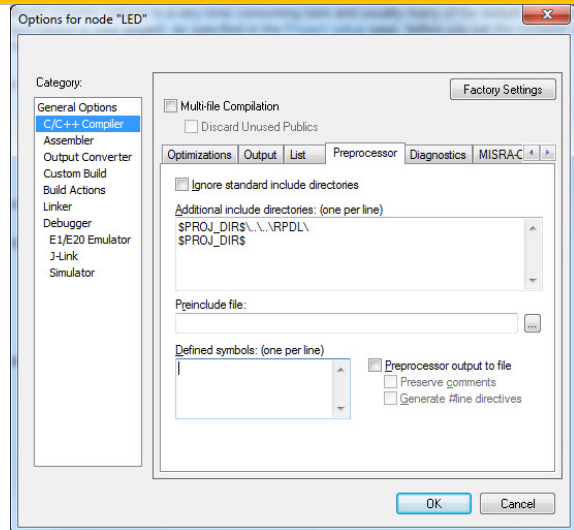 Options for node "LED"
Category:
General Options
C/C++ Compiler
Assembler
Output Converter
Custom Build
Build Actions
Linker
Debugger
E1/E20 Emulator
J-Link
Simulator
Factory Settings
Multi-file Compilation
Discard Unused Publics
Optimizations Output List Preprocessor Diagnostics MISRA-C
Ignore standard include directories
Additional include directories: (one per line)
$PROJ_DIR$\..\..\RPDL\
$PROJ_DIR$
Preinclude file:
...
Defined symbols: (one per line)
Preprocessor output to file
Preserve comments
Generate #line directives
OK Cancel